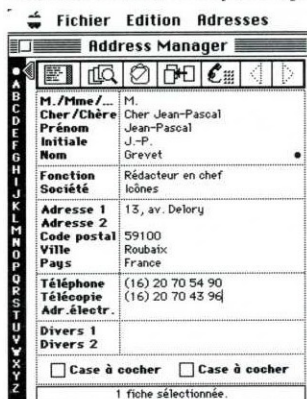 Fichier Edition Adresses
Address Manager
A
B
C
D
E
F
G
H
I
J
K
L
M
N
O
P
Q
R
S
T
U
V
W
X
Y
Z
M./Mme/... M.
Cher/Chère Cher Jean-Pascal
Prénom Jean-Pascal
Initiale J.-P.
Nom Grevet
Fonction Rédacteur en chef
Société Icônes
Adresse 1 13, av. Delory
Adresse 2
Code postal 59100
Ville Roubaix
Pays France
Téléphone (16) 20 70 54 90
Télécopie (16) 20 70 43 96
Adr.électr.
Divers 1
Divers 2
Case à cocher Case à cocher
1 fiche sélectionnée.